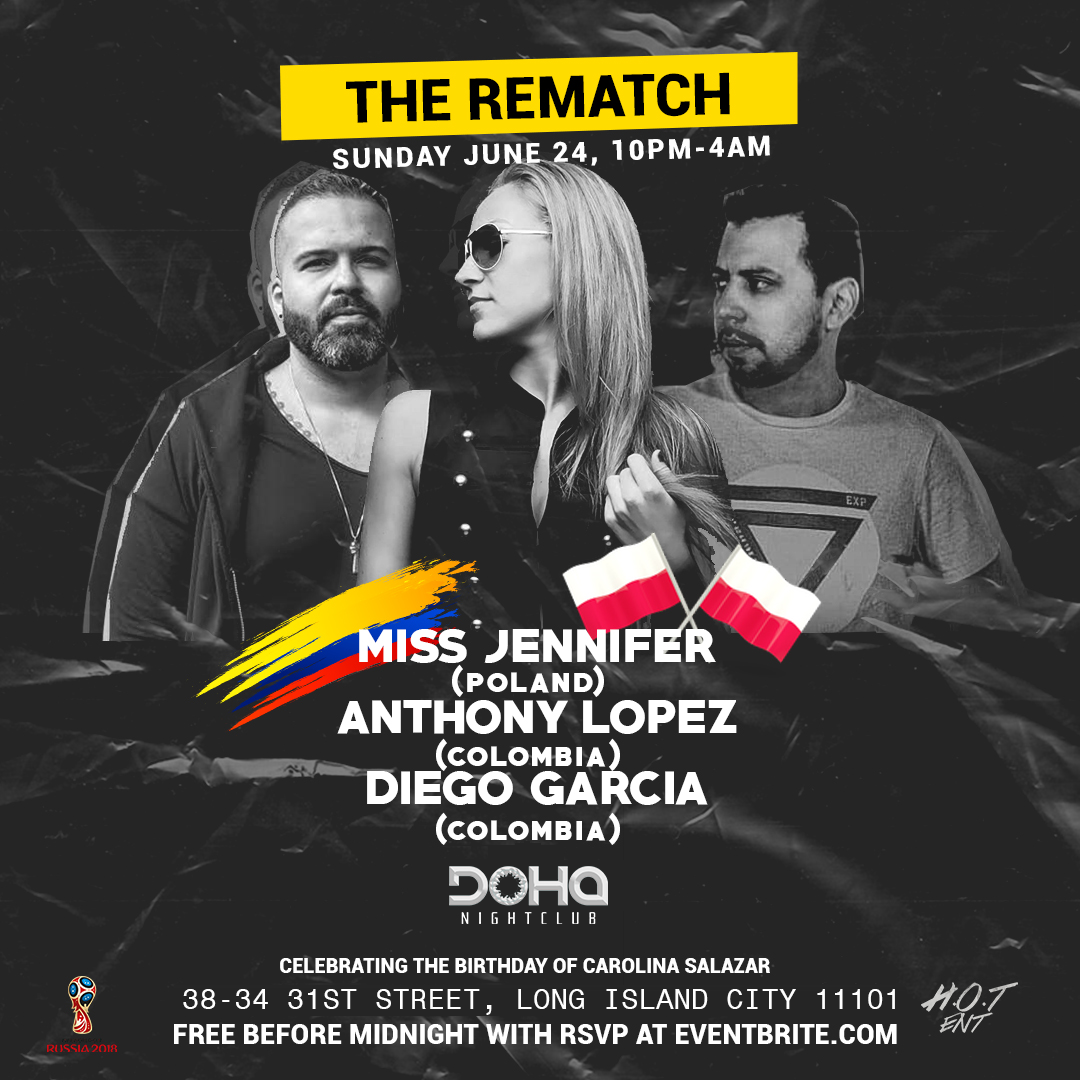 THE REMATCH
SUNDAY JUNE 24, 10PM-4AM
EXP
MISS JENNIFER
(POLAND)
ANTHONY LOPEZ
(COLOMBIA)
DIEGO GARCIA
(COLOMBIA)
DOHA
NIGHTCLUB
CELEBRATING THE BIRTHDAY OF CAROLINA SALAZAR
38-34 31ST STREET, LONG ISLAND CITY 11101
H.O.T
ENT
FREE BEFORE MIDNIGHT WITH RSVP AT EVENTBRITE.COM
RUSSIA 2018